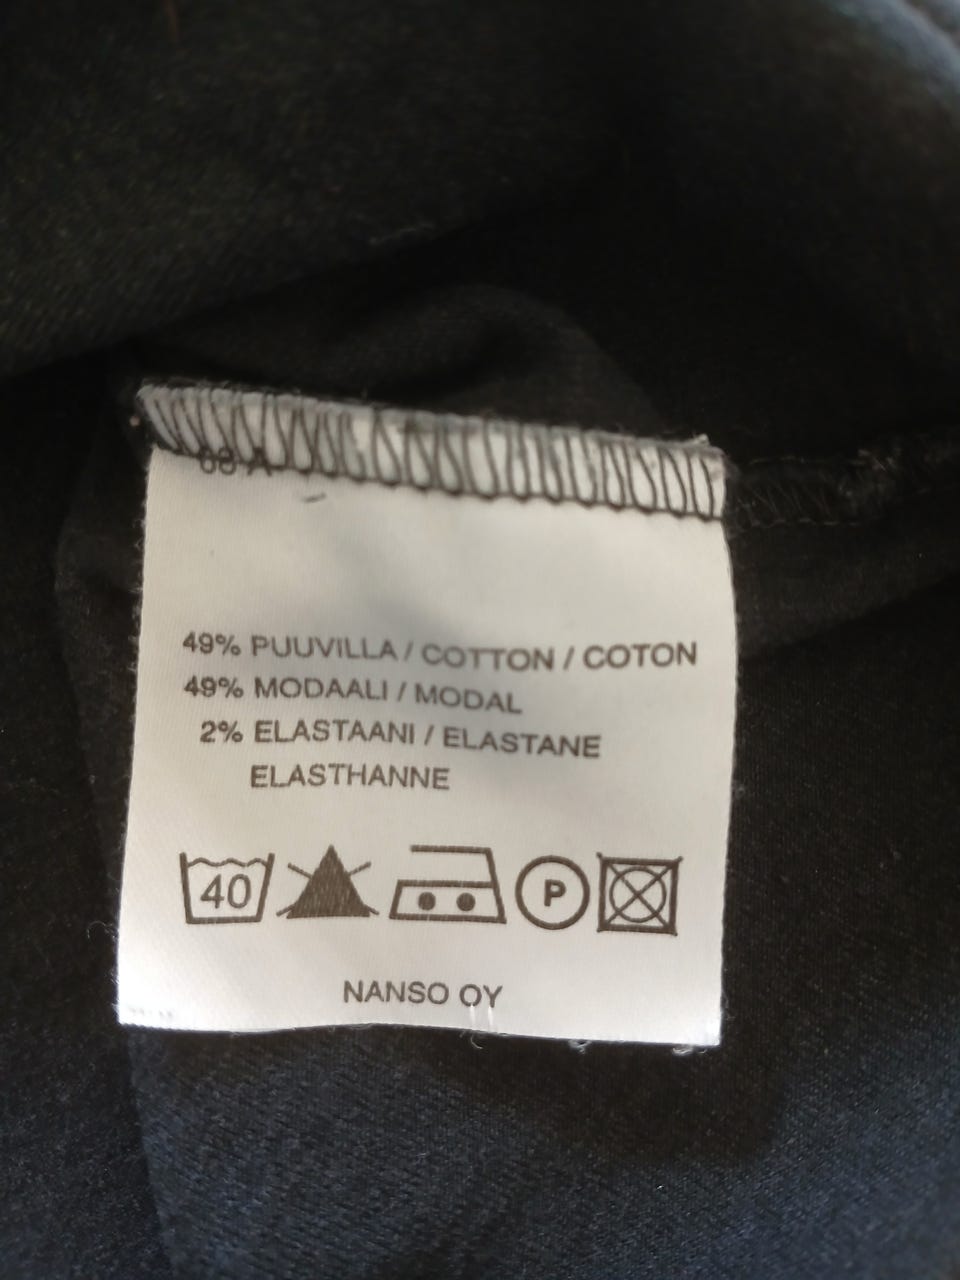 49% PUUVILLA / COTTON / COTON
49% MODAALI / MODAL
2% ELASTAANI / ELASTANE
ELASTHANNE
40 P
NANSO OY